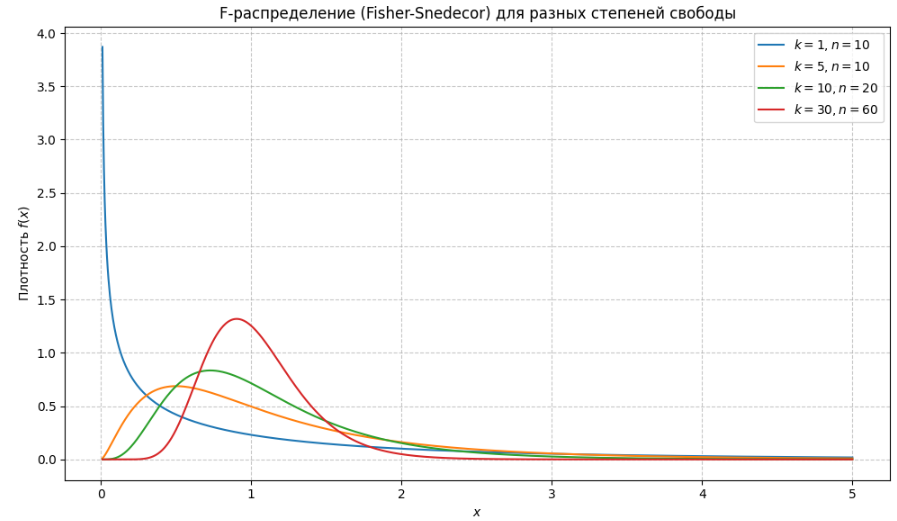 F-распределение (Fisher-Snedecor) для разных степеней свободы
k = 1, n = 10
k = 5, n = 10
k = 10, n = 20
k = 30, n = 60
Плотность f(x)
4.0
3.5
3.0
2.5
2.0
1.5
1.0
0.5
0.0
0 1 2 3 4 5
x